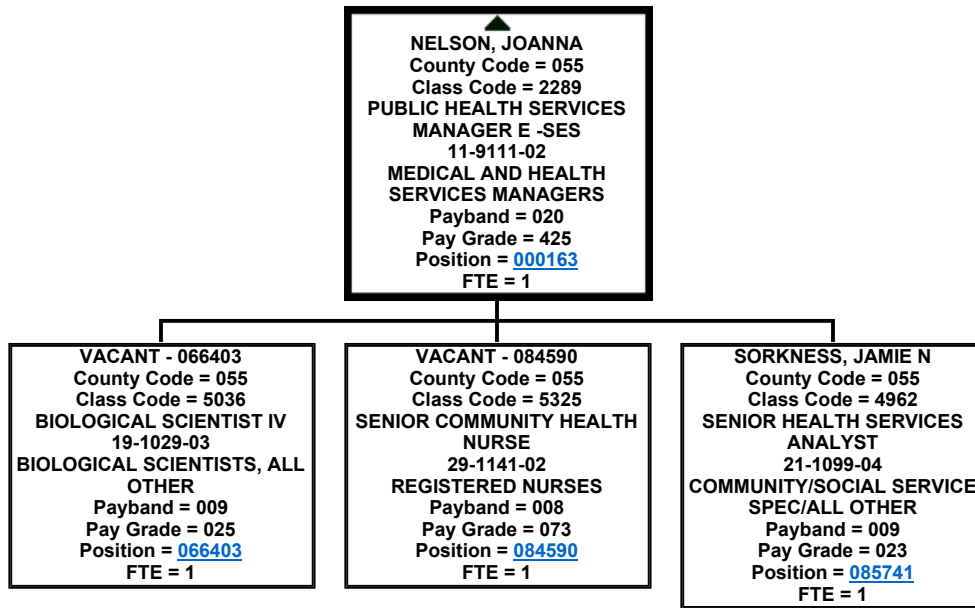 NELSON, JOANNA
County Code = 055
Class Code = 2289
PUBLIC HEALTH SERVICES
MANAGER E -SES
11-9111-02
MEDICAL AND HEALTH
SERVICES MANAGERS
Payband = 020
Pay Grade = 425
Position = 000163
FTE = 1
VACANT - 066403
County Code = 055
Class Code = 5036
BIOLOGICAL SCIENTIST IV
19-1029-03
BIOLOGICAL SCIENTISTS, ALL
OTHER
Payband = 009
Pay Grade = 025
Position = 066403
FTE = 1
VACANT - 084590
County Code = 055
Class Code = 5325
SENIOR COMMUNITY HEALTH
NURSE
29-1141-02
REGISTERED NURSES
Payband = 008
Pay Grade = 073
Position = 084590
FTE = 1
SORKNESS, JAMIE N
County Code = 055
Class Code = 4962
SENIOR HEALTH SERVICES
ANALYST
21-1099-04
COMMUNITY/SOCIAL SERVICE
SPEC/ALL OTHER
Payband = 009
Pay Grade = 023
Position = 085741
FTE = 1